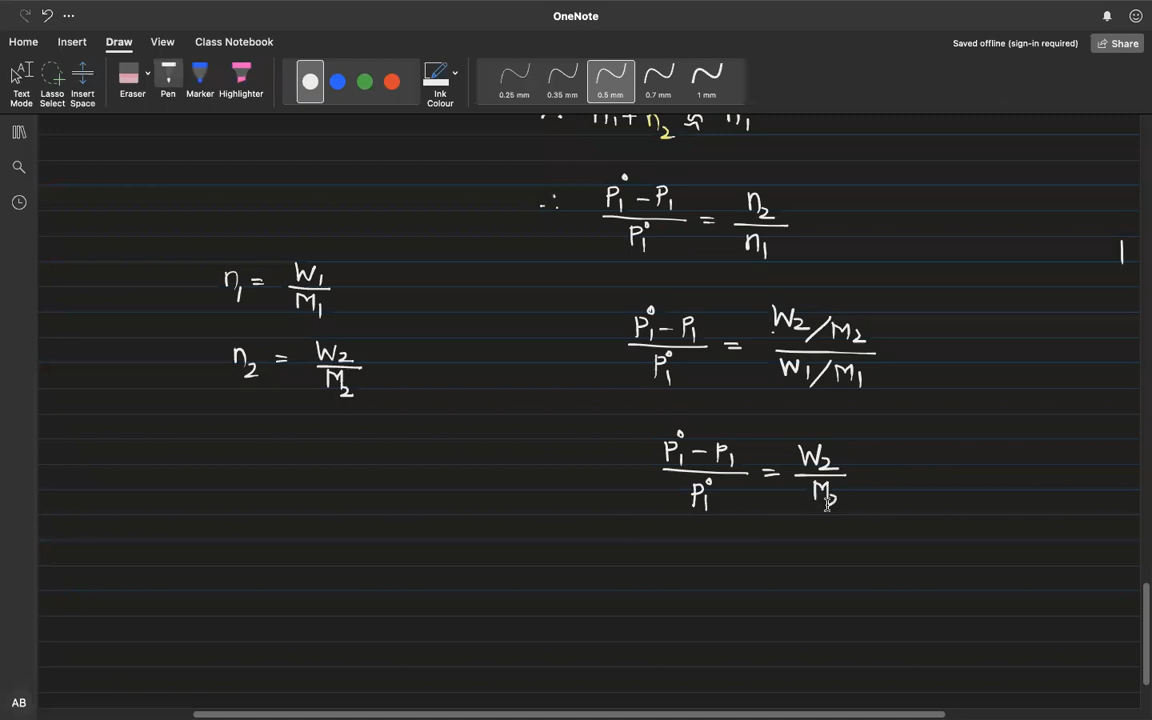 OneNote
Home Insert Draw View Class Notebook
Saved offline (sign-in required) Share
Text Mode Lasso Select Insert Space Eraser Pen Marker Highlighter Ink Colour 0.25 mm 0.35 mm 0.5 mm 0.7 mm 1 mm
∴ n₁ + n₂ ≈ n₁
∴ (P₁° − P₁)/P₁° = n₂/n₁
n₁ = W₁/M₁
(P₁° − P₁)/P₁° = (W₂/M₂)/(W₁/M₁)
n₂ = W₂/M₂
(P₁° − P₁)/P₁° = W₂/M₂
AB